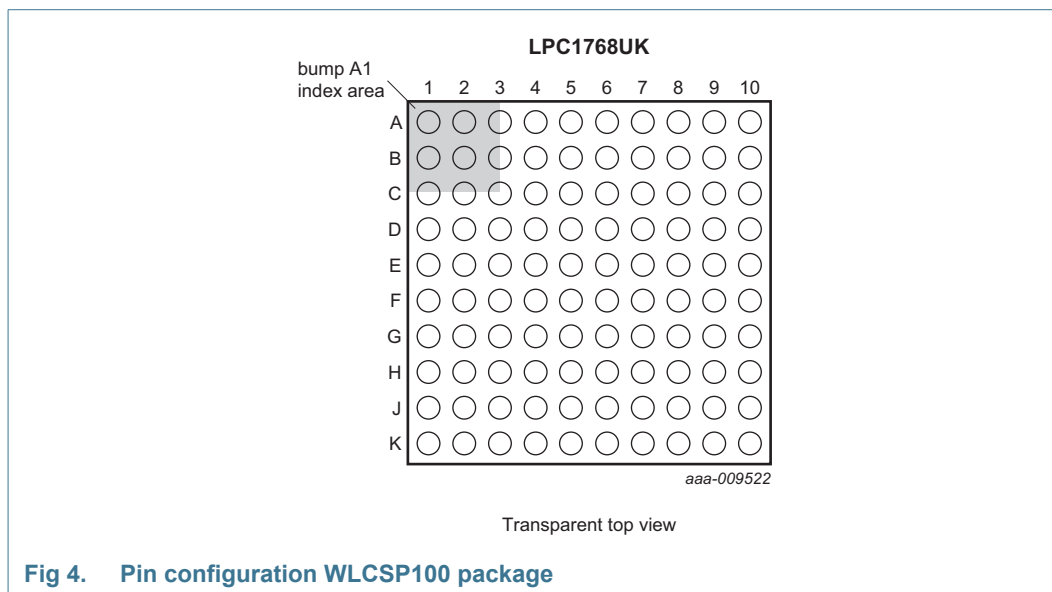 LPC1768UK
bump A1
index area
1 2 3 4 5 6 7 8 9 10
A
B
C
D
E
F
G
H
J
K
aaa-009522
Transparent top view
Fig 4. Pin configuration WLCSP100 package